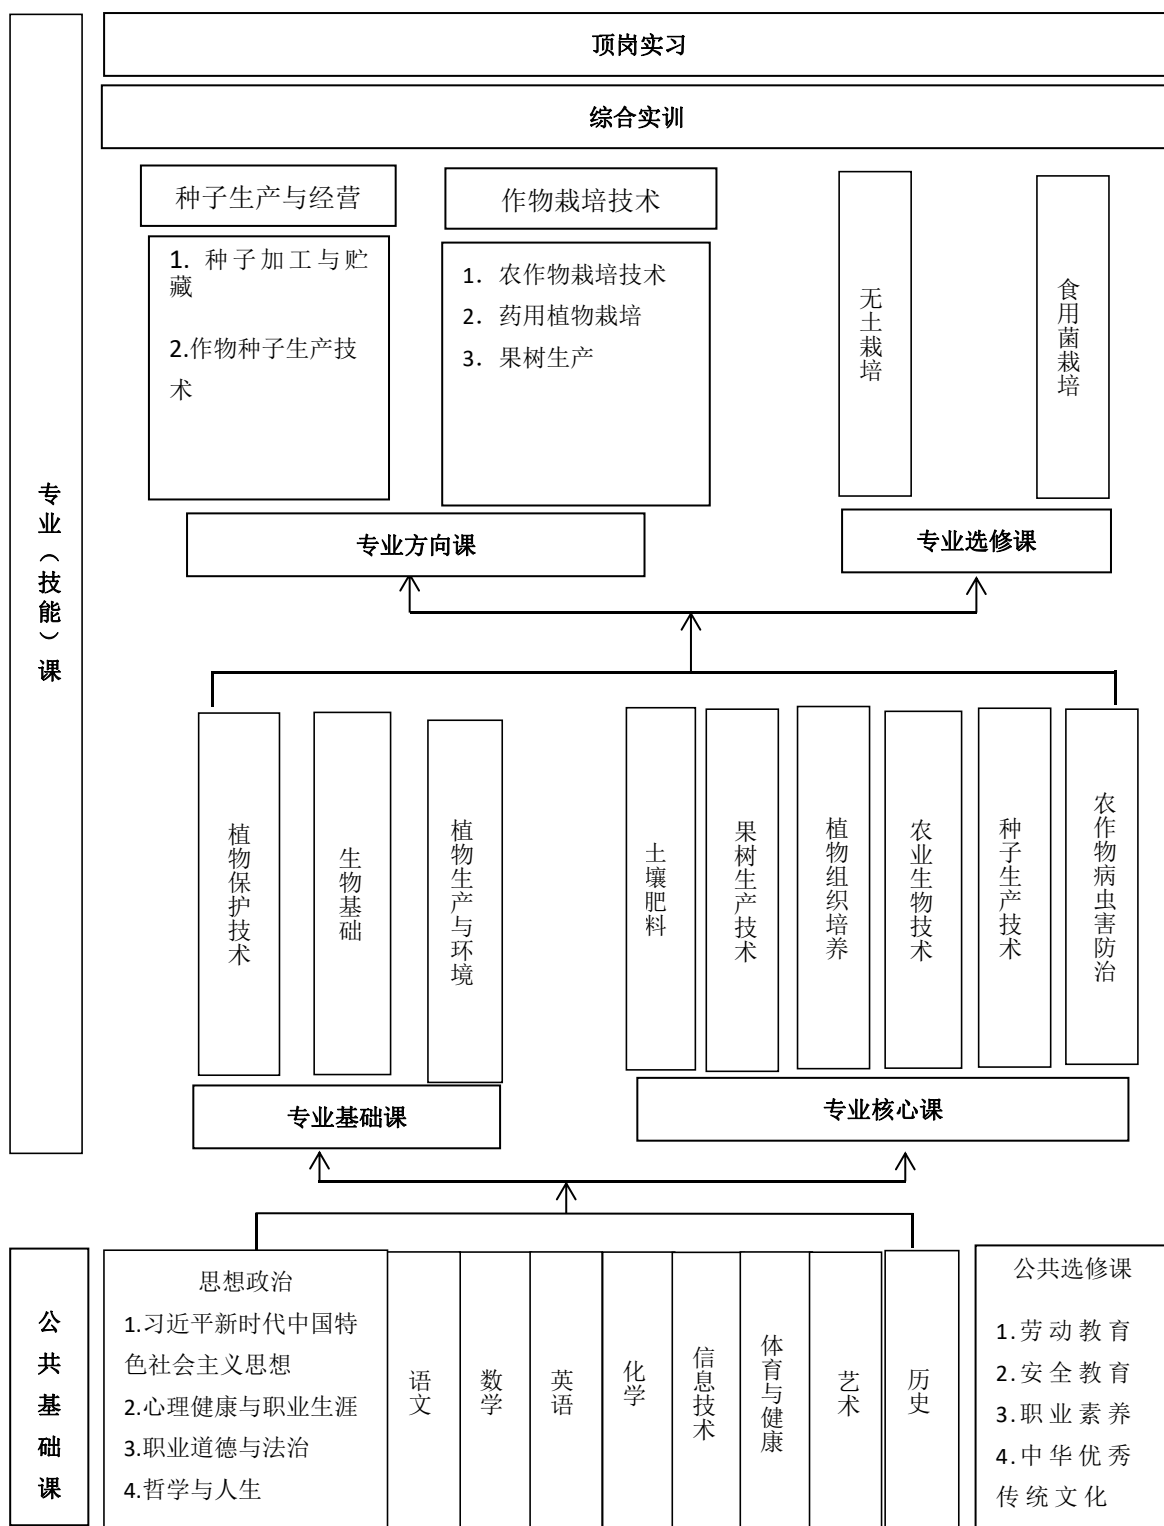 顶岗实习
综合实训
种子生产与经营
1. 种子加工与贮
藏
2.作物种子生产技
术
作物栽培技术
1. 农作物栽培技术
2. 药用植物栽培
3. 果树生产
无土栽培
食用菌栽培
专业方向课
专业选修课
专业（技能）课
植物保护技术
生物基础
植物生产与环境
土壤肥料
果树生产技术
植物组织培养
农业生物技术
种子生产技术
农作物病虫害防治
专业基础课
专业核心课
公共基础课
思想政治
1.习近平新时代中国特
色社会主义思想
2.心理健康与职业生涯
3.职业道德与法治
4.哲学与人生
语文
数学
英语
化学
信息技术
体育与健康
艺术
历史
公共选修课
1.劳动教育
2.安全教育
3.职业素养
4.中华优秀
传统文化